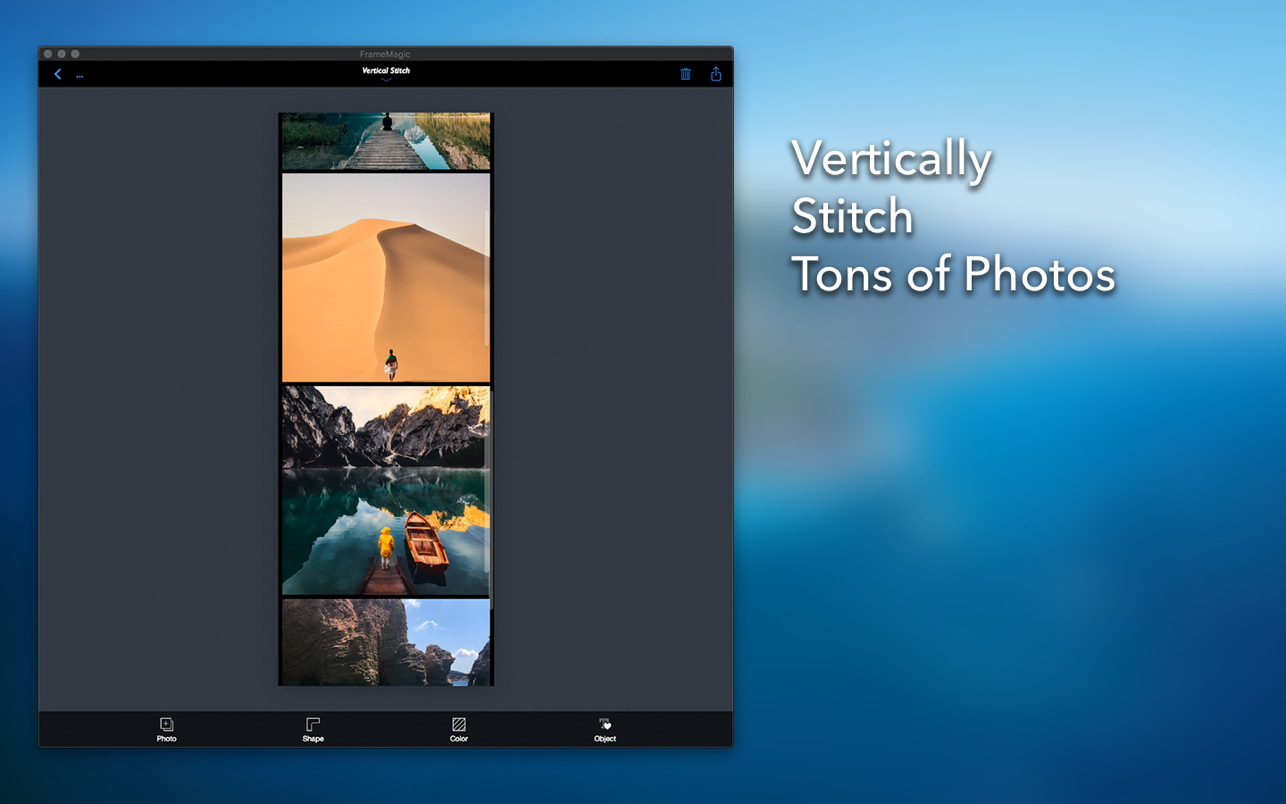 FrameMagic
...
Vertical Stitch
Vertically
Stitch
Tons of Photos
Photo
Shape
Color
Object